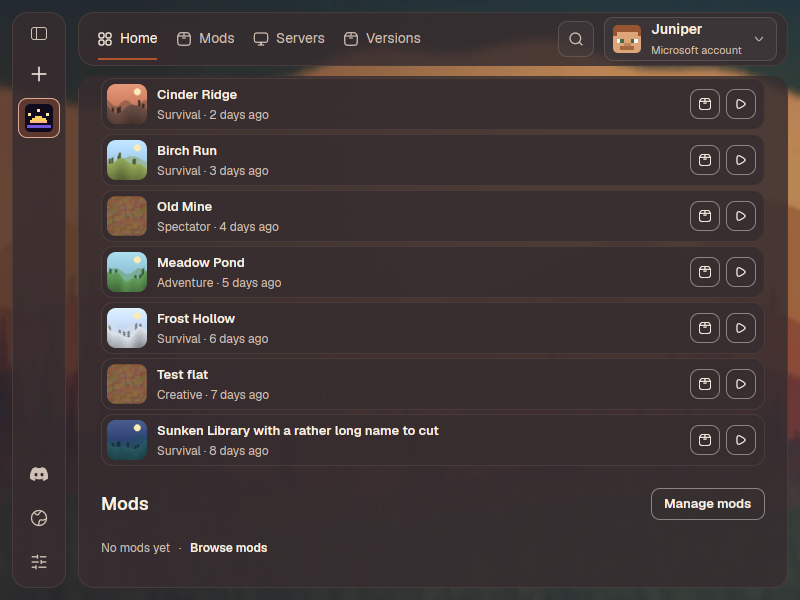 Home
Mods
Servers
Versions
Juniper
Microsoft account
Cinder Ridge
Survival · 2 days ago
Birch Run
Survival · 3 days ago
Old Mine
Spectator · 4 days ago
Meadow Pond
Adventure · 5 days ago
Frost Hollow
Survival · 6 days ago
Test flat
Creative · 7 days ago
Sunken Library with a rather long name to cut
Survival · 8 days ago
Mods
Manage mods
No mods yet · Browse mods